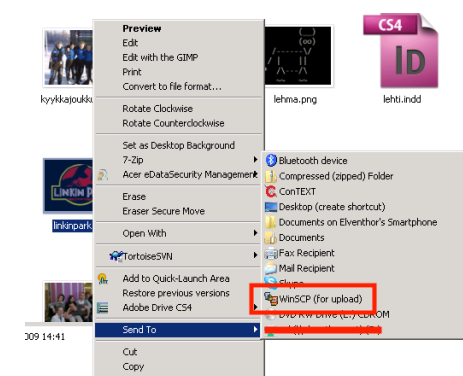 Preview
Edit
Edit with the GIMP
Print
Convert to file format...
Rotate Clockwise
Rotate Counterclockwise
Set as Desktop Background
7-Zip
Acer eDataSecurity Management
Erase
Eraser Secure Move
Open With
TortoiseSVN
Add to Quick-Launch Area
Restore previous versions
Adobe Drive CS4
Send To
Cut
Copy
kyykkajoukku
(oo)
lehma.png
CS4
Id
lehti.indd
LINKIN P
linkinpark
Bluetooth device
Compressed (zipped) Folder
ConTEXT
Desktop (create shortcut)
Documents on Elventhor's Smartphone
Documents
Fax Recipient
Mail Recipient
Skype
WinSCP (for upload)
DVD RW Drive (E:) CDROM
009 14:41